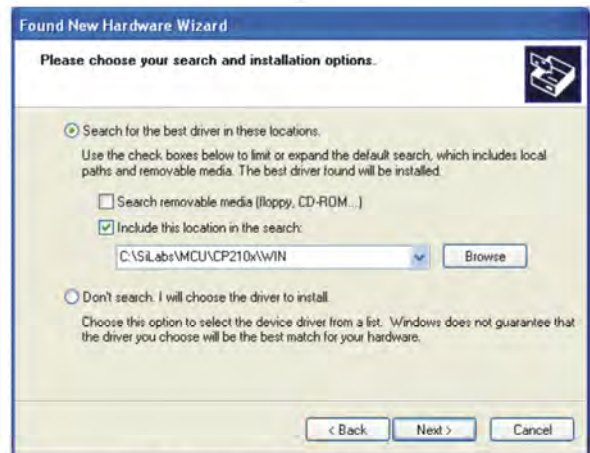 Found New Hardware Wizard
Please choose your search and installation options.
Search for the best driver in these locations.
Use the check boxes below to limit or expand the default search, which includes local
paths and removable media. The best driver found will be installed.
Search removable media (floppy, CD-ROM...)
Include this location in the search:
C:\SiLabs\MCU\CP210x\WIN
Browse
Don't search. I will choose the driver to install.
Choose this option to select the device driver from a list. Windows does not guarantee that
the driver you choose will be the best match for your hardware.
< Back
Next >
Cancel